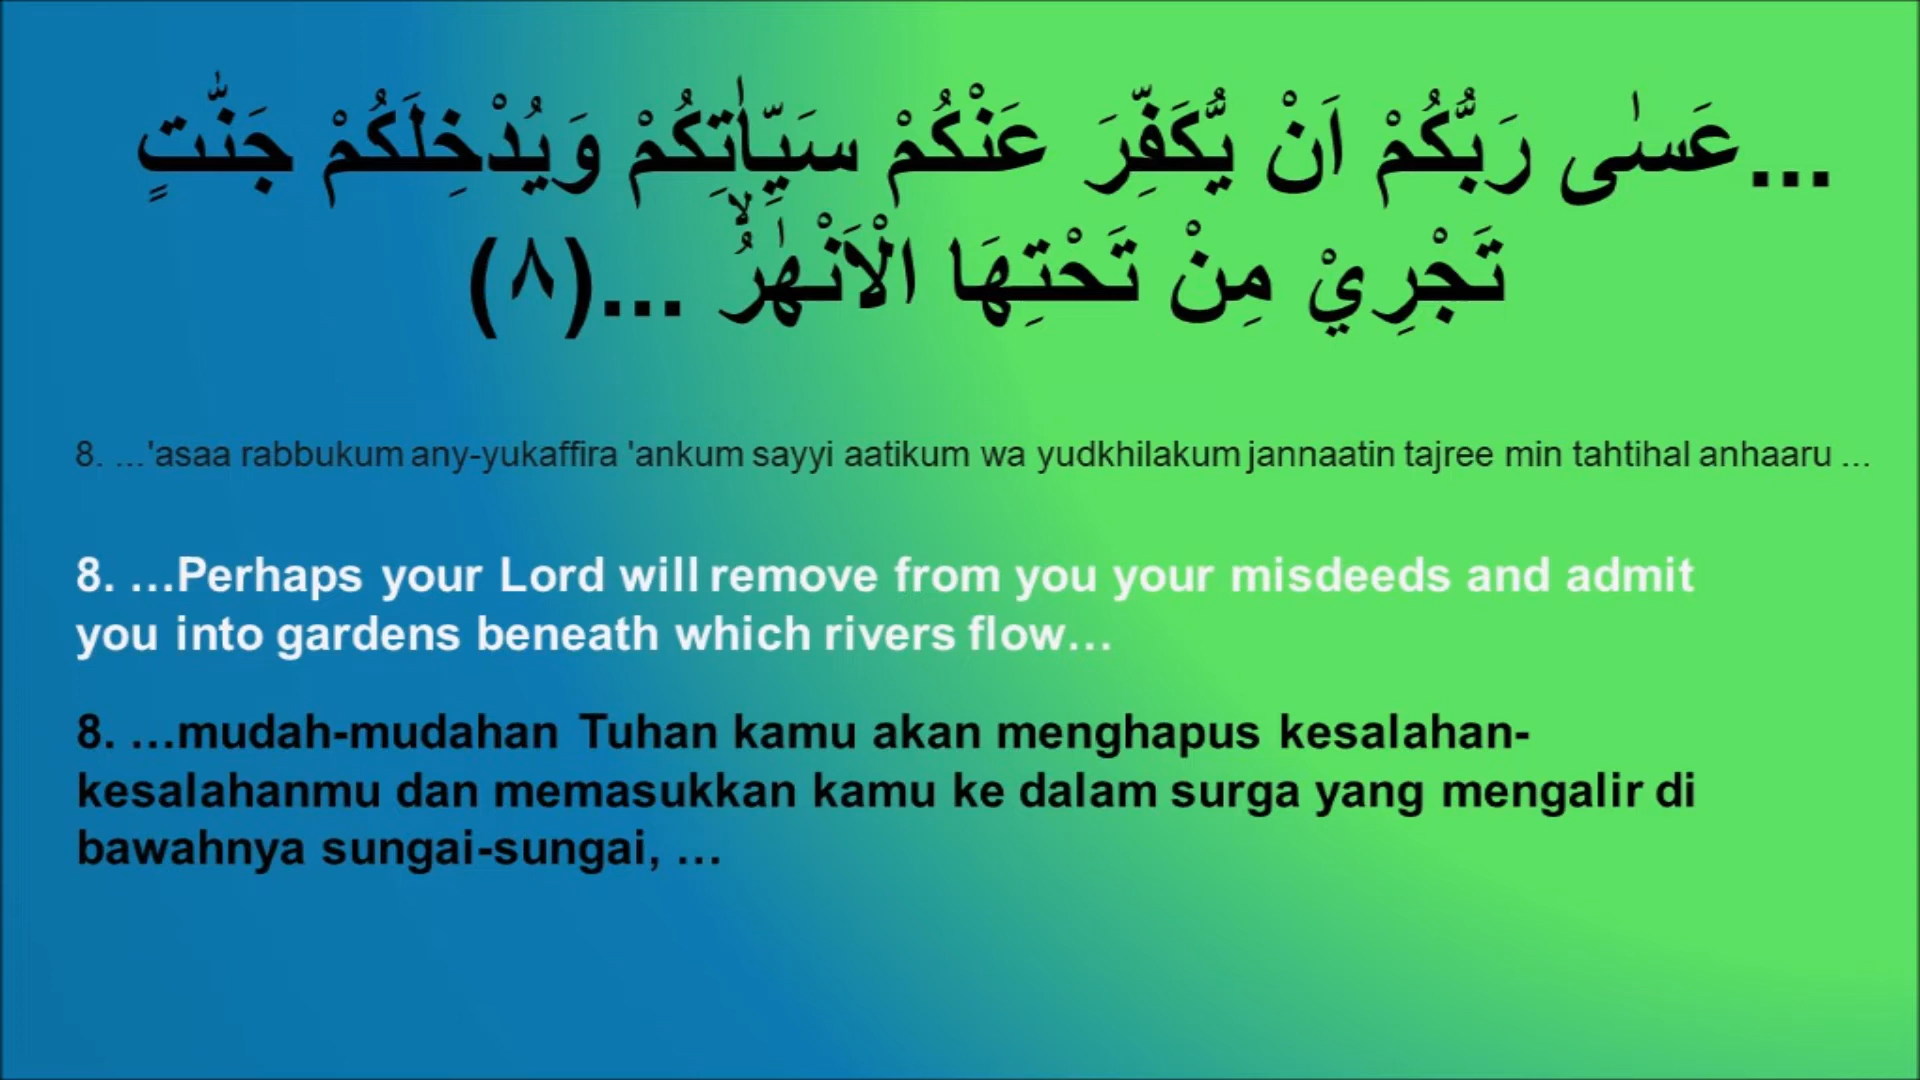 ...عَسٰى رَبُّكُمْ اَنْ يُّكَفِّرَ عَنْكُمْ سَيِّاٰتِكُمْ وَيُدْخِلَكُمْ جَنّٰتٍ
تَجْرِيْ مِنْ تَحْتِهَا الْاَنْهٰرُۙ ...(٨)
8. ...'asaa rabbukum any-yukaffira 'ankum sayyi aatikum wa yudkhilakum jannaatin tajree min tahtihal anhaaru ...
8. ...Perhaps your Lord will remove from you your misdeeds and admit
you into gardens beneath which rivers flow...
8. ...mudah-mudahan Tuhan kamu akan menghapus kesalahan-
kesalahanmu dan memasukkan kamu ke dalam surga yang mengalir di
bawahnya sungai-sungai, ...